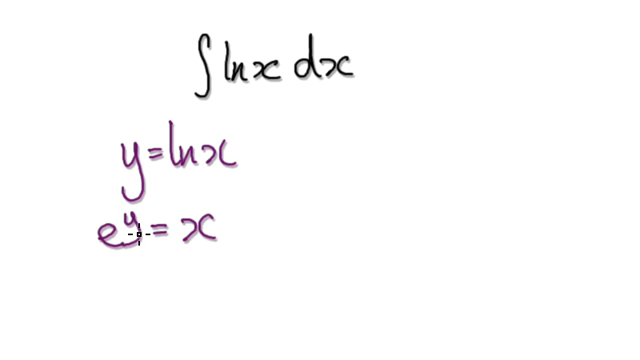 ∫ ln x dx
y = ln x
e^y = x